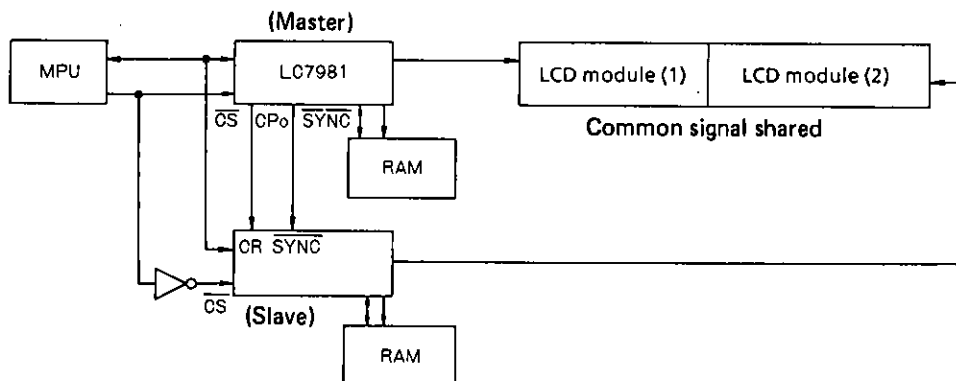 (Master)
MPU
LC7981
LCD module (1)
LCD module (2)
CS CPo SYNC
Common signal shared
RAM
CR SYNC
CS
(Slave)
RAM